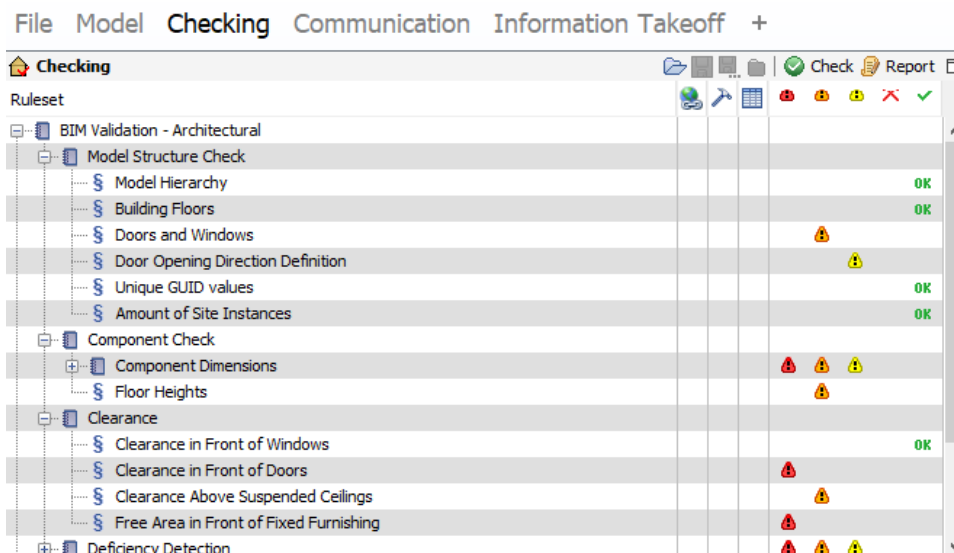 File Model Checking Communication Information Takeoff +
Checking Check Report
Ruleset
BIM Validation - Architectural
Model Structure Check
§ Model Hierarchy OK
§ Building Floors OK
§ Doors and Windows
§ Door Opening Direction Definition
§ Unique GUID values OK
§ Amount of Site Instances OK
Component Check
Component Dimensions
§ Floor Heights
Clearance
§ Clearance in Front of Windows OK
§ Clearance in Front of Doors
§ Clearance Above Suspended Ceilings
§ Free Area in Front of Fixed Furnishing
Deficiency Detection